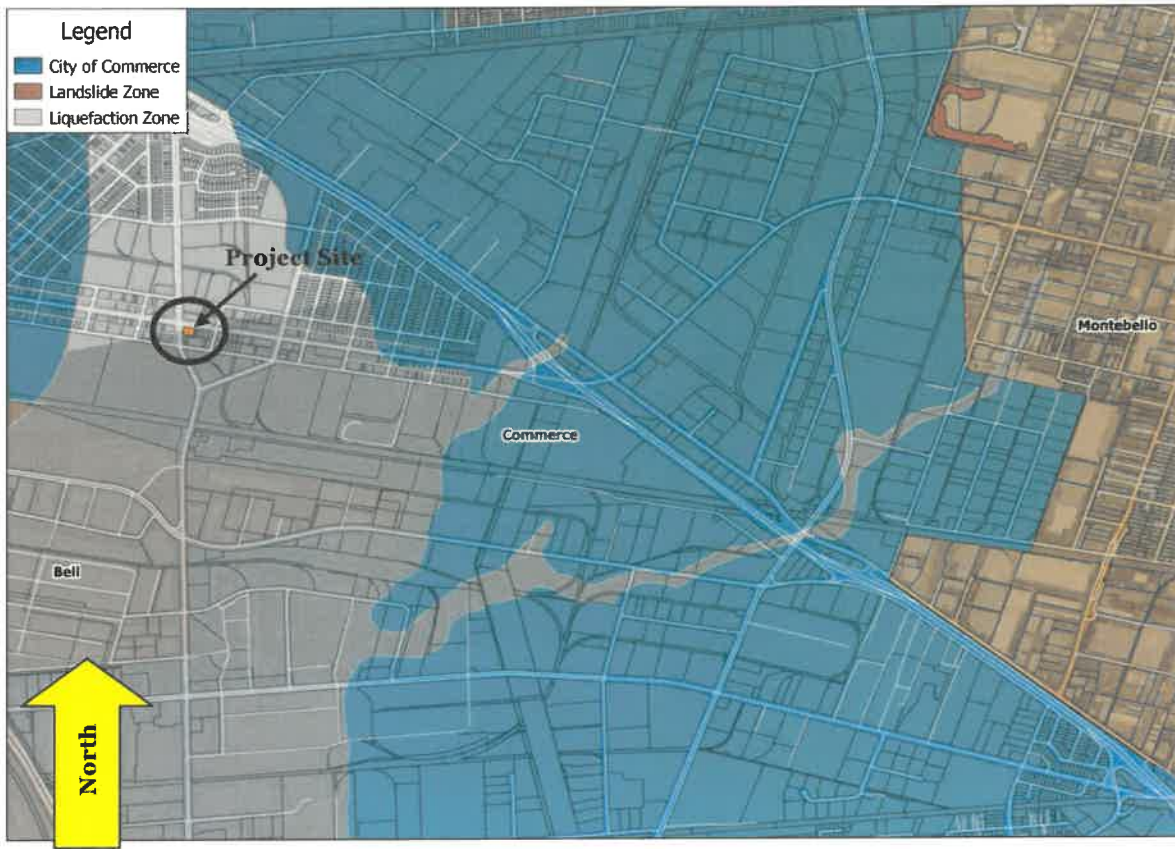 Legend
City of Commerce
Landslide Zone
Liquefaction Zone
Project Site
Montebello
Commerce
Bell
North